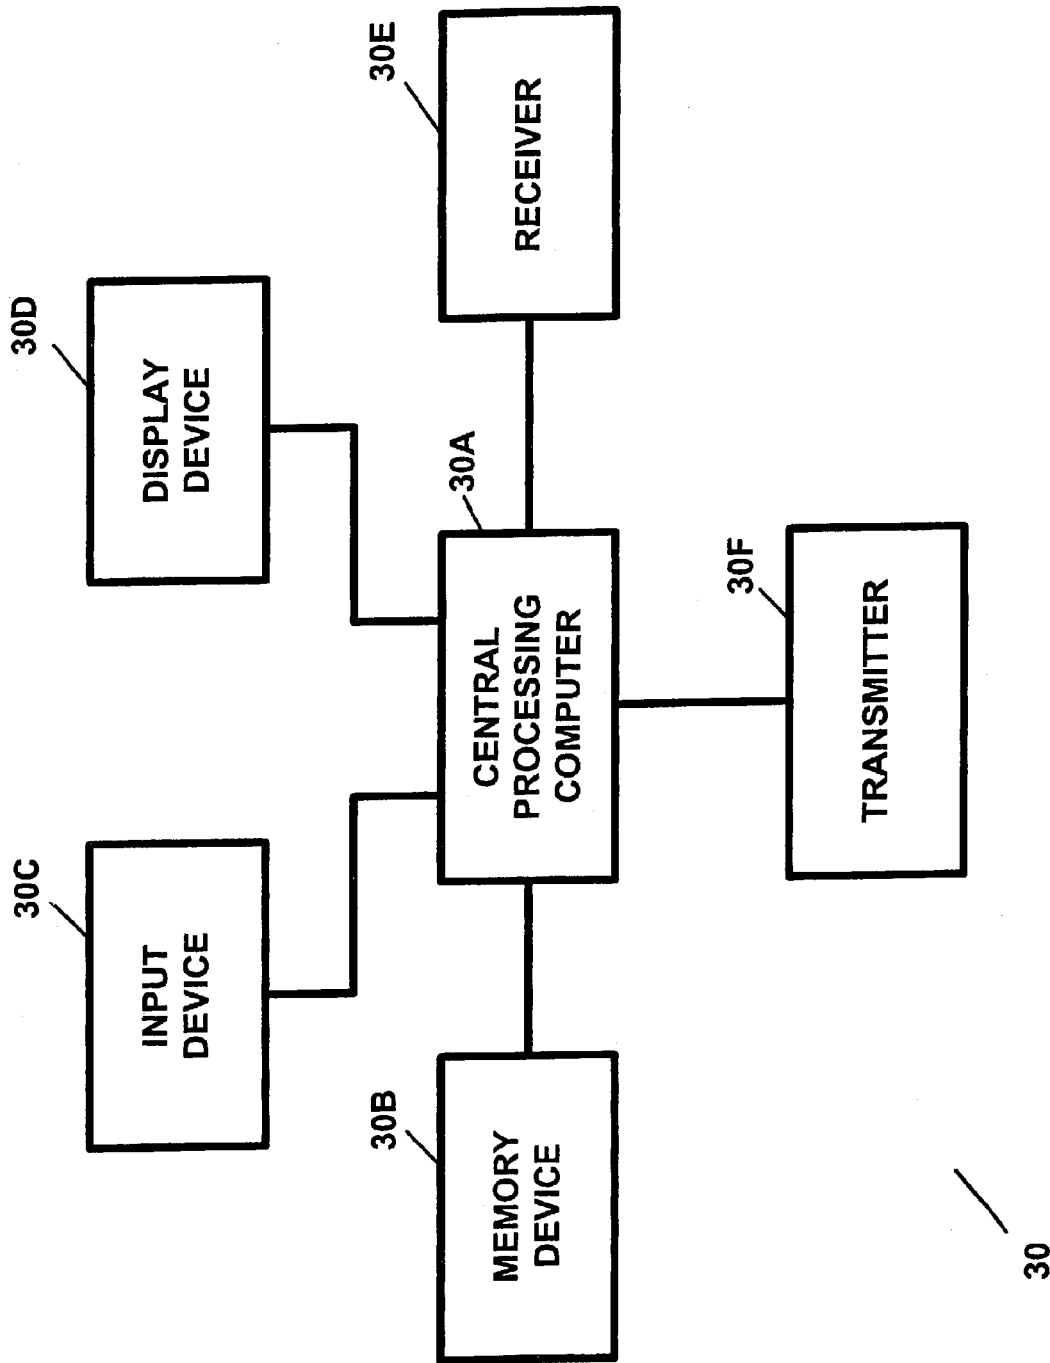 30C
INPUT
DEVICE
30D
DISPLAY
DEVICE
30B
MEMORY
DEVICE
30A
CENTRAL
PROCESSING
COMPUTER
30E
RECEIVER
30F
TRANSMITTER
30